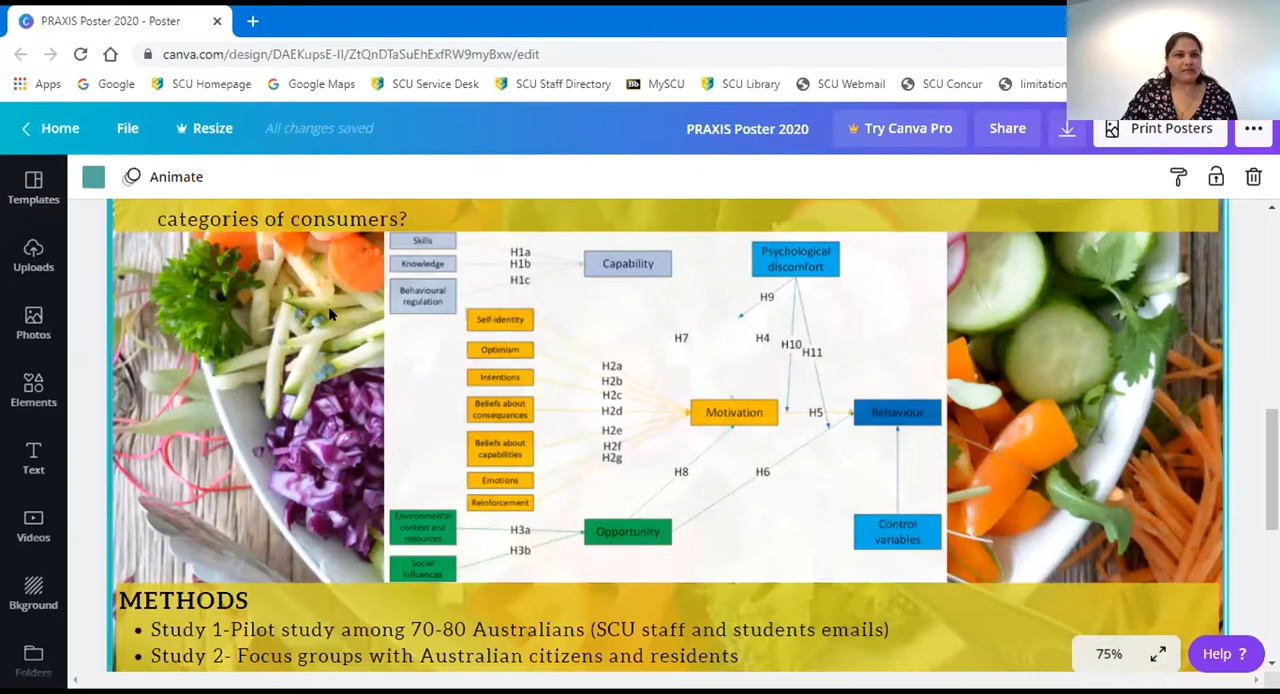 PRAXIS Poster 2020 - Poster
canva.com/design/DAEKupsE-II/ZtQnDTaSuEhExfRW9myBxw/edit
Apps Google SCU Homepage Google Maps SCU Service Desk SCU Staff Directory Bb MySCU SCU Library SCU Webmail SCU Concur limitation
Home File Resize All changes saved PRAXIS Poster 2020 Try Canva Pro Share Print Posters
Animate
Templates
Uploads
Photos
Elements
Text
Videos
Bkground
Folders
categories of consumers?
Skills
Knowledge
Behavioural
regulation
H1a
H1b
H1c
Capability
Psychological
discomfort
Self-identity
Optimism
Intentions
Beliefs about
consequences
Beliefs about
capabilities
Emotions
Reinforcement
H2a
H2b
H2c
H2d
H2e
H2f
H2g
H7
H9
H4
H10
H11
Motivation
H5
Behaviour
H8
H6
Environmental
context and
resources
Social
influences
H3a
H3b
Opportunity
Control
variables
METHODS
• Study 1-Pilot study among 70-80 Australians (SCU staff and students emails)
• Study 2- Focus groups with Australian citizens and residents
75%
Help ?